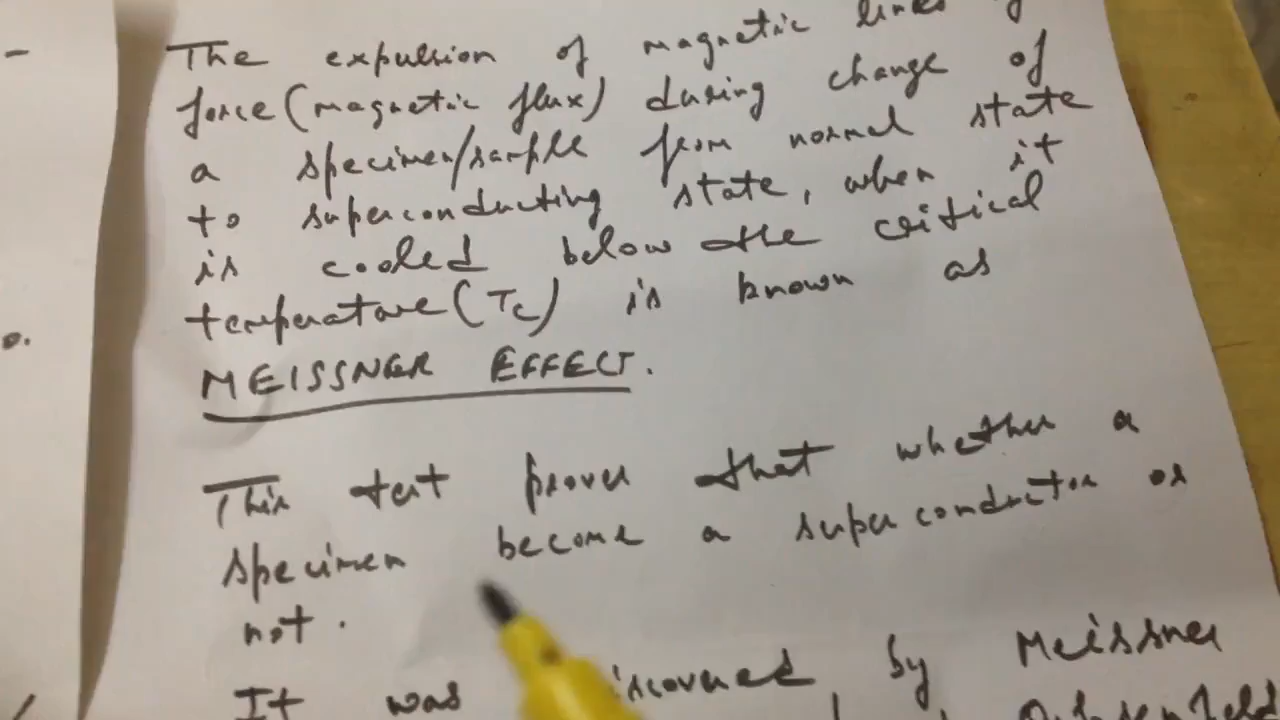 The expulsion of magnetic lines
force (magnetic flux) during change of
a specimen/sample from normal state
to superconducting state, when it
is cooled below the critical
temperature (Tc) is known as
MEISSNER EFFECT.
This test proves that whether a
specimen become a superconductor or
not.
It was iscovered by Meissner